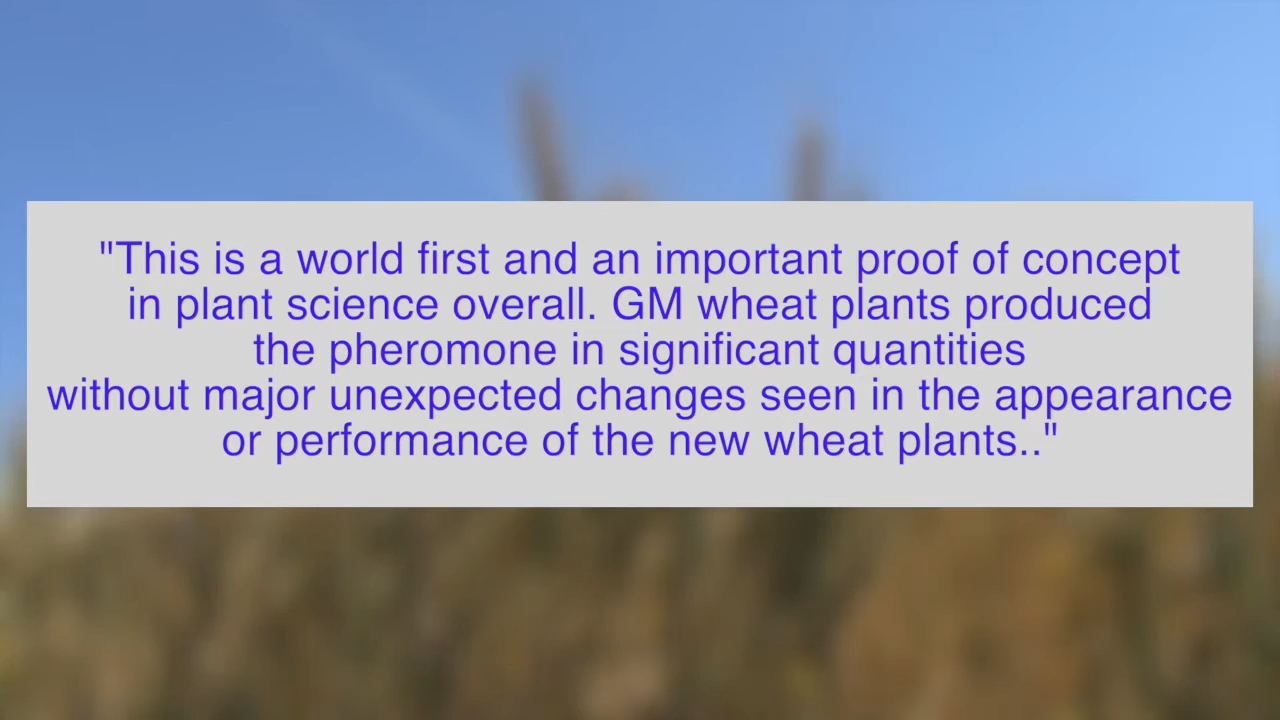 "This is a world first and an important proof of concept
in plant science overall. GM wheat plants produced
the pheromone in significant quantities
without major unexpected changes seen in the appearance
or performance of the new wheat plants.."